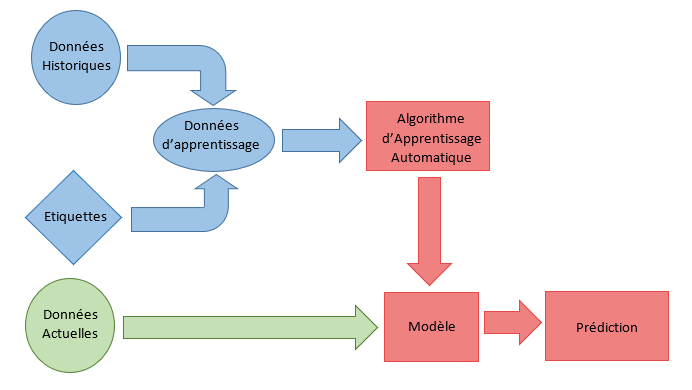 Données
Historiques
Données
d'apprentissage
Algorithme
d'Apprentissage
Automatique
Etiquettes
Données
Actuelles
Modèle
Prédiction